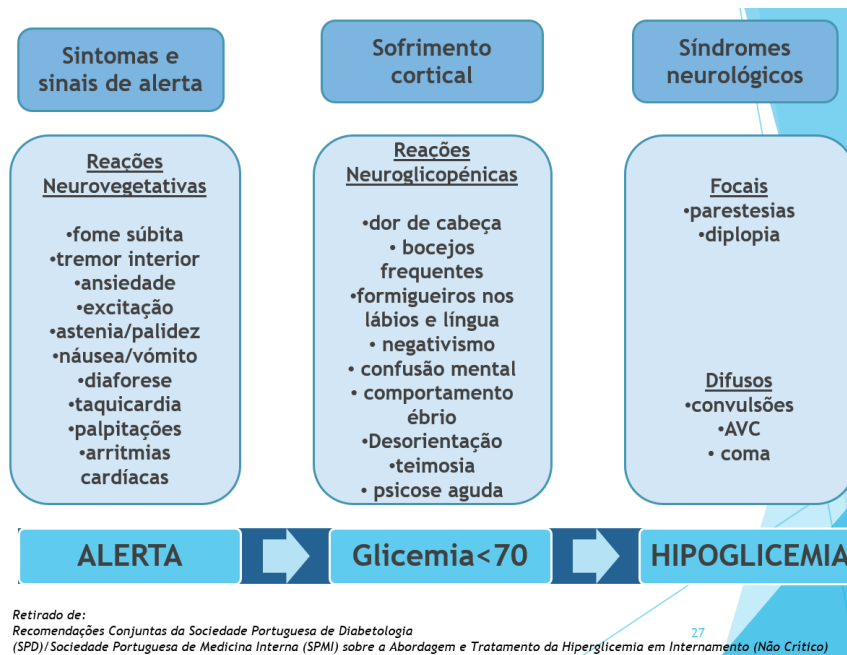 Sintomas e
sinais de alerta
Sofrimento
cortical
Síndromes
neurológicos
Reações
Neurovegetativas
•fome súbita
•tremor interior
•ansiedade
•excitação
•astenia/palidez
•náusea/vómito
•diaforese
•taquicardia
•palpitações
•arritmias
cardíacas
Reações
Neuroglicopénicas
•dor de cabeça
• bocejos
frequentes
•formigueiros nos
lábios e língua
• negativismo
• confusão mental
• comportamento
ébrio
•Desorientação
• teimosia
• psicose aguda
Focais
•parestesias
•diplopia
Difusos
•convulsões
•AVC
• coma
ALERTA
Glicemia<70
HIPOGLICEMIA
Retirado de:
Recomendações Conjuntas da Sociedade Portuguesa de Diabetologia
27
(SPD)/Sociedade Portuguesa de Medicina Interna (SPMI) sobre a Abordagem e Tratamento da Hiperglicemia em Internamento (Não Crítico)